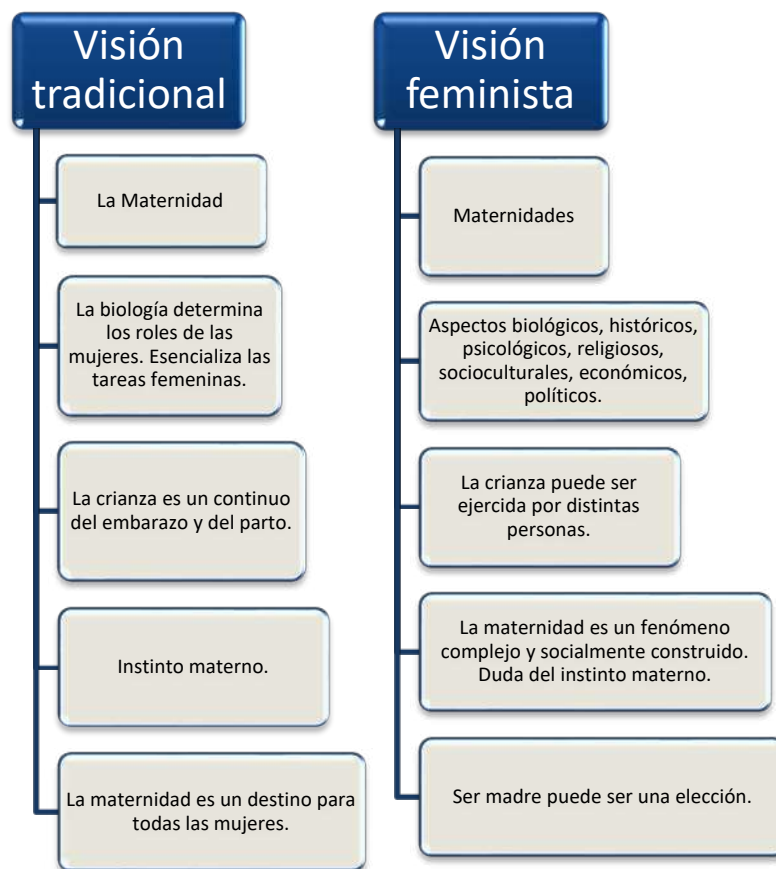 Visión
tradicional
La Maternidad
La biología determina
los roles de las
mujeres. Esencializa las
tareas femeninas.
La crianza es un continuo
del embarazo y del parto.
Instinto materno.
La maternidad es un destino para
todas las mujeres.
Visión
feminista
Maternidades
Aspectos biológicos, históricos,
psicológicos, religiosos,
socioculturales, económicos,
políticos.
La crianza puede ser
ejercida por distintas
personas.
La maternidad es un fenómeno
complejo y socialmente construido.
Duda del instinto materno.
Ser madre puede ser una elección.